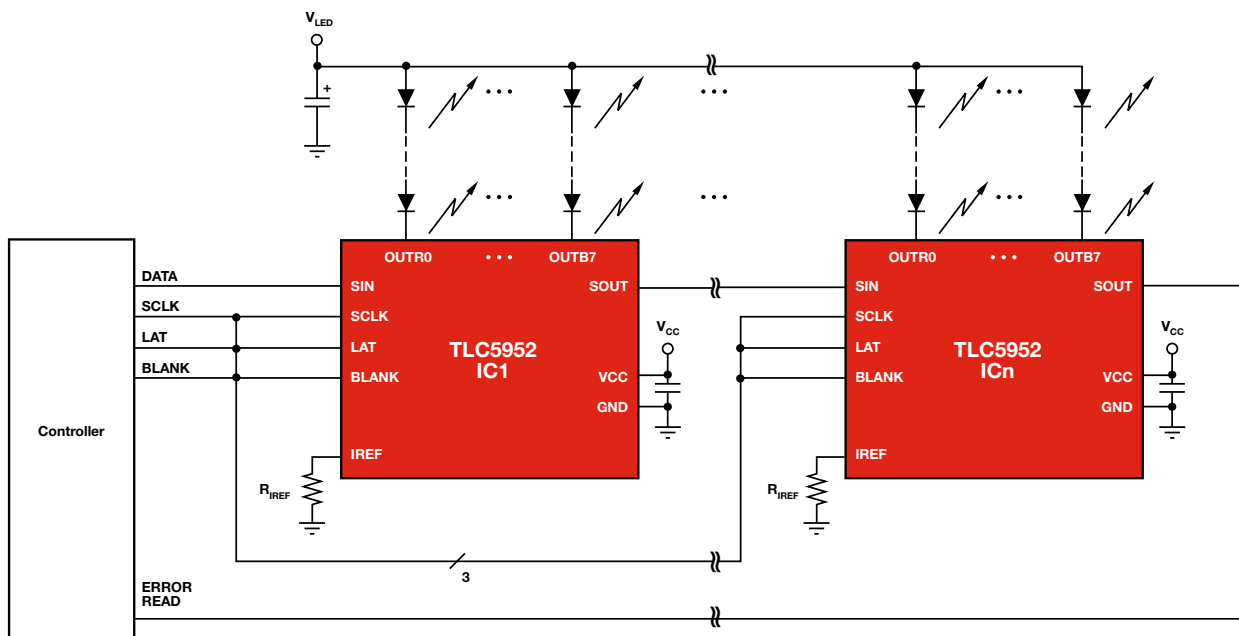 VLED
+
Controller
DATA
SCLK
LAT
BLANK
ERROR
READ
OUTR0 • • • OUTB7
SIN
SCLK
LAT
BLANK
IREF
SOUT
VCC
GND
TLC5952
IC1
VCC
RIREF
3
OUTR0 • • • OUTB7
SIN
SCLK
LAT
BLANK
IREF
SOUT
VCC
GND
TLC5952
ICn
VCC
RIREF